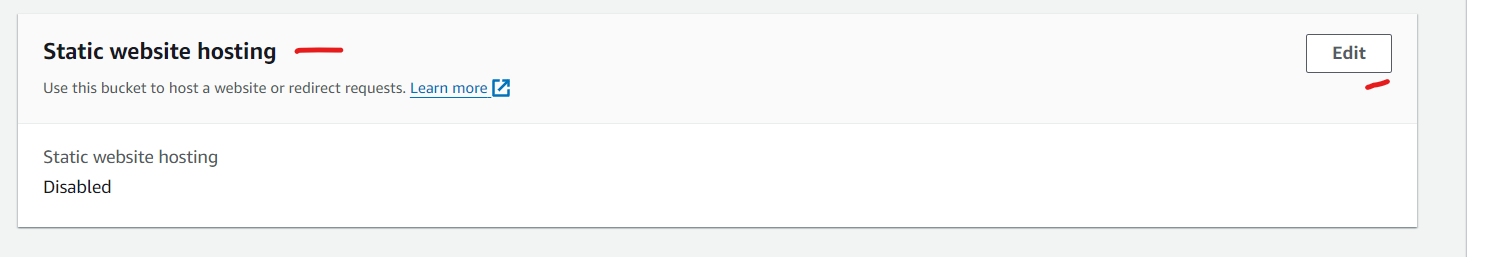 Static website hosting
Edit
Use this bucket to host a website or redirect requests. Learn more
Static website hosting
Disabled